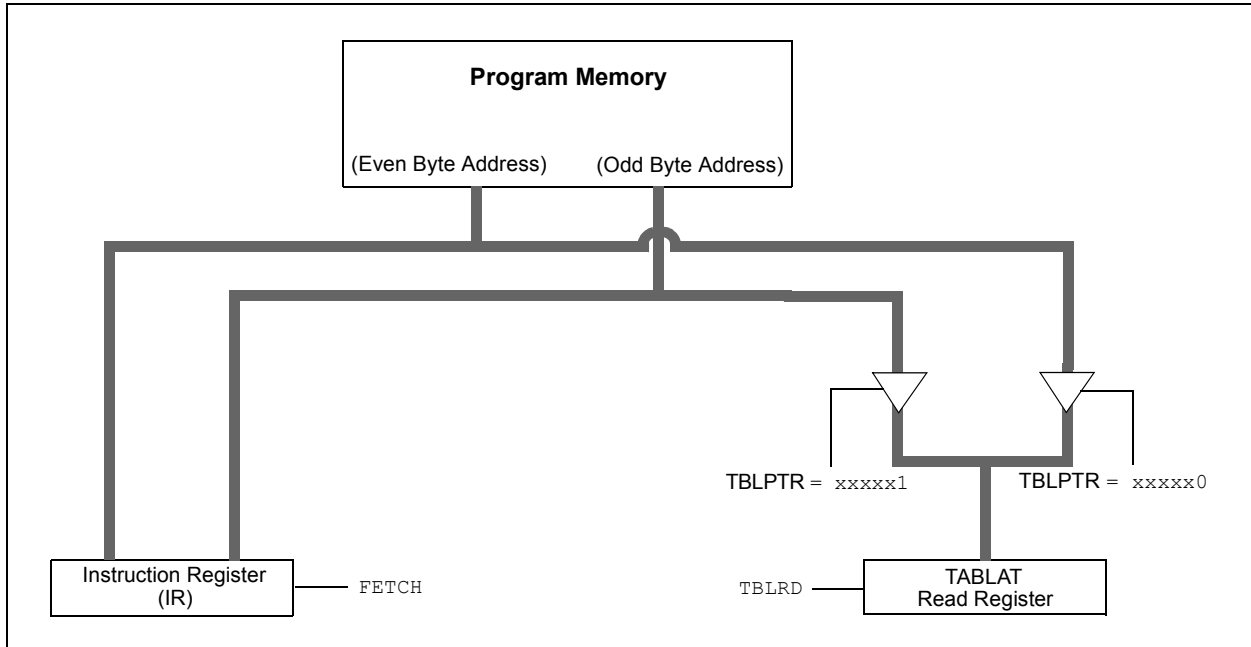 Program Memory
(Even Byte Address) (Odd Byte Address)
TBLPTR = xxxxx1 TBLPTR = xxxxx0
Instruction Register
(IR)
FETCH
TBLRD
TABLAT
Read Register